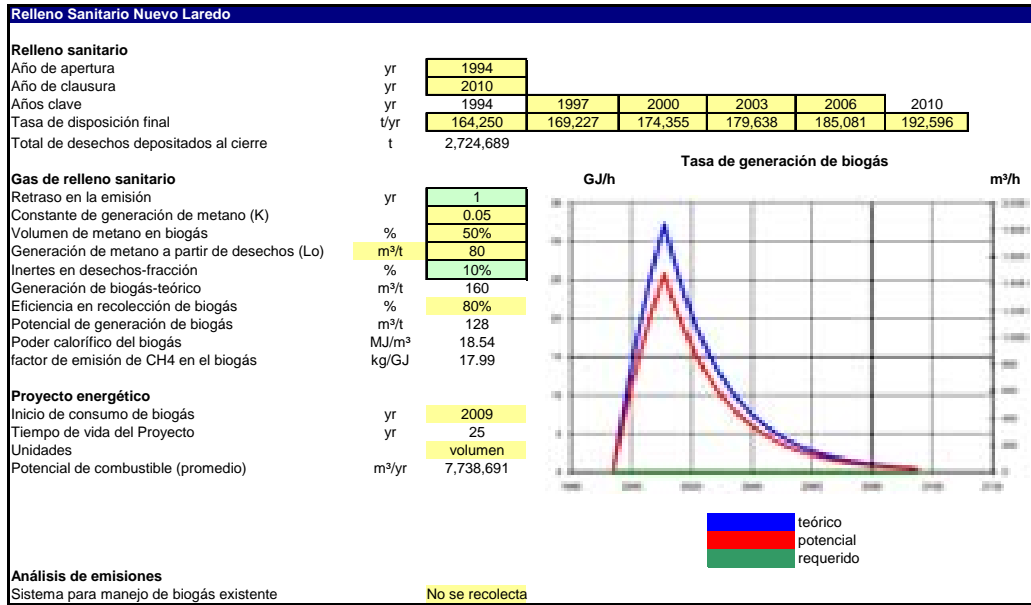 Relleno Sanitario Nuevo Laredo
Relleno sanitario
Año de apertura yr 1994
Año de clausura yr 2010
Años clave yr 1994 1997 2000 2003 2006 2010
Tasa de disposición final t/yr 164,250 169,227 174,355 179,638 185,081 192,596
Total de desechos depositados al cierre t 2,724,689
Gas de relleno sanitario
Retraso en la emisión yr 1
Constante de generación de metano (K) 0.05
Volumen de metano en biogás % 50%
Generación de metano a partir de desechos (Lo) m³/t 80
Inertes en desechos-fracción % 10%
Generación de biogás-teórico m³/t 160
Eficiencia en recolección de biogás % 80%
Potencial de generación de biogás m³/t 128
Poder calorífico del biogás MJ/m³ 18.54
factor de emisión de CH4 en el biogás kg/GJ 17.99
Proyecto energético
Inicio de consumo de biogás yr 2009
Tiempo de vida del Proyecto yr 25
Unidades volumen
Potencial de combustible (promedio) m³/yr 7,738,691
Tasa de generación de biogás
GJ/h m³/h
teórico
potencial
requerido
Análisis de emisiones
Sistema para manejo de biogás existente No se recolecta